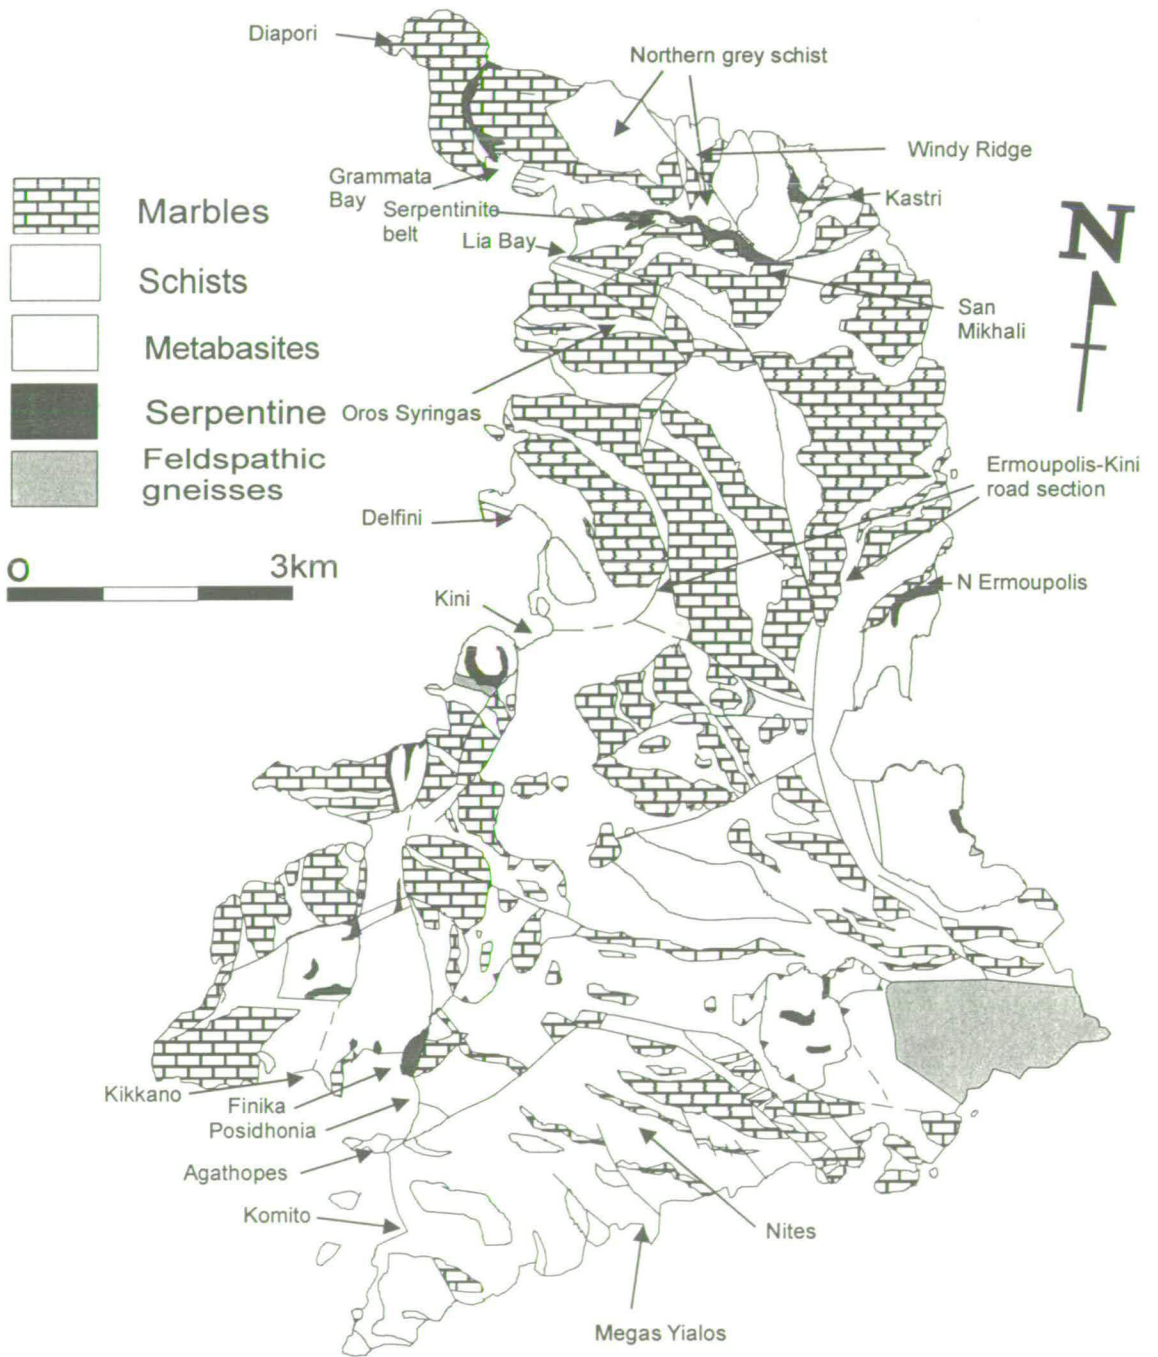 Diapori
Northern grey schist
Windy Ridge
Grammata
Bay
Kastri
Serpentinite
belt
Lia Bay
N
San
Mikhali
Marbles
Schists
Metabasites
Serpentine
Feldspathic
gneisses
Oros Syringas
Ermoupolis-Kini
road section
Delfini
0 3km
N Ermoupolis
Kini
Kikkano
Finika
Posidhonia
Agathopes
Komito
Nites
Megas Yialos